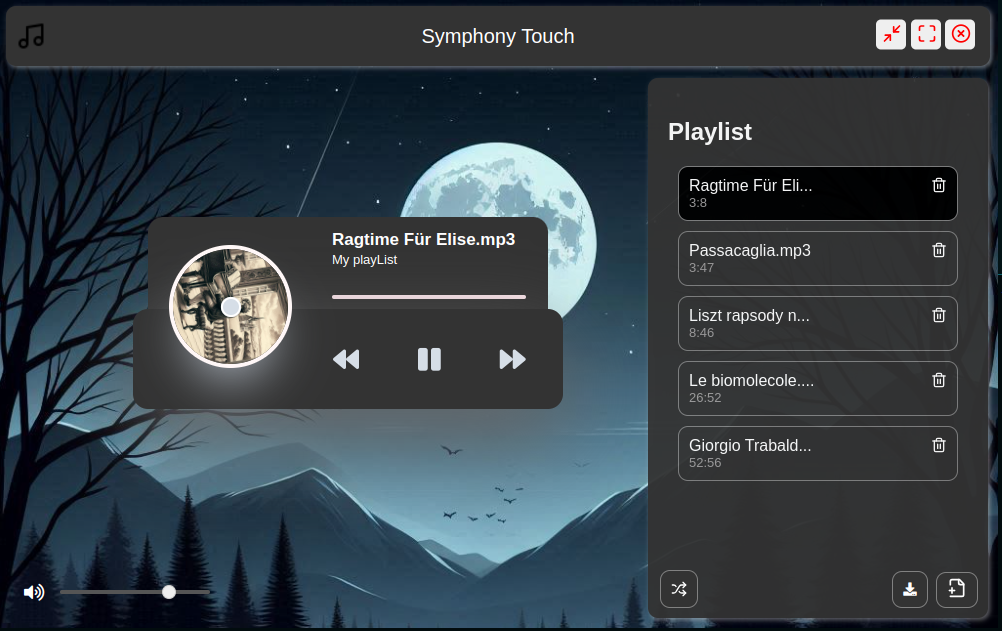 Symphony Touch
Ragtime Für Elise.mp3
My playList
Playlist
Ragtime Für Eli...
3:8
Passacaglia.mp3
3:47
Liszt rapsody n...
8:46
Le biomolecole....
26:52
Giorgio Trabald...
52:56